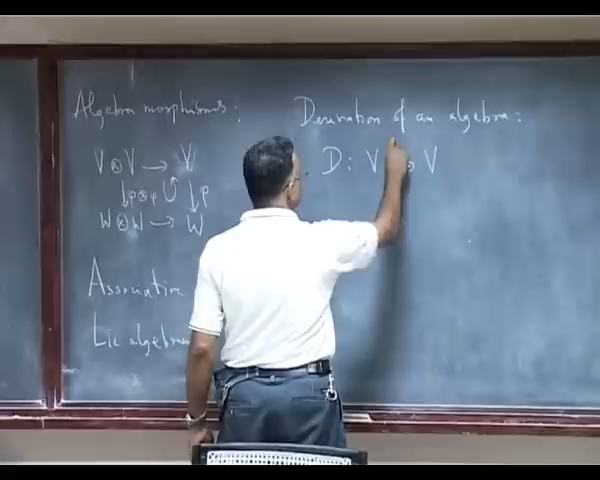 Algebra morphisms:
V ⊗ V → V
↓ φ⊗φ ↺ ↓ φ
W ⊗ W → W
Associative
Lie algebra
Derivation of an algebra:
D: V → V